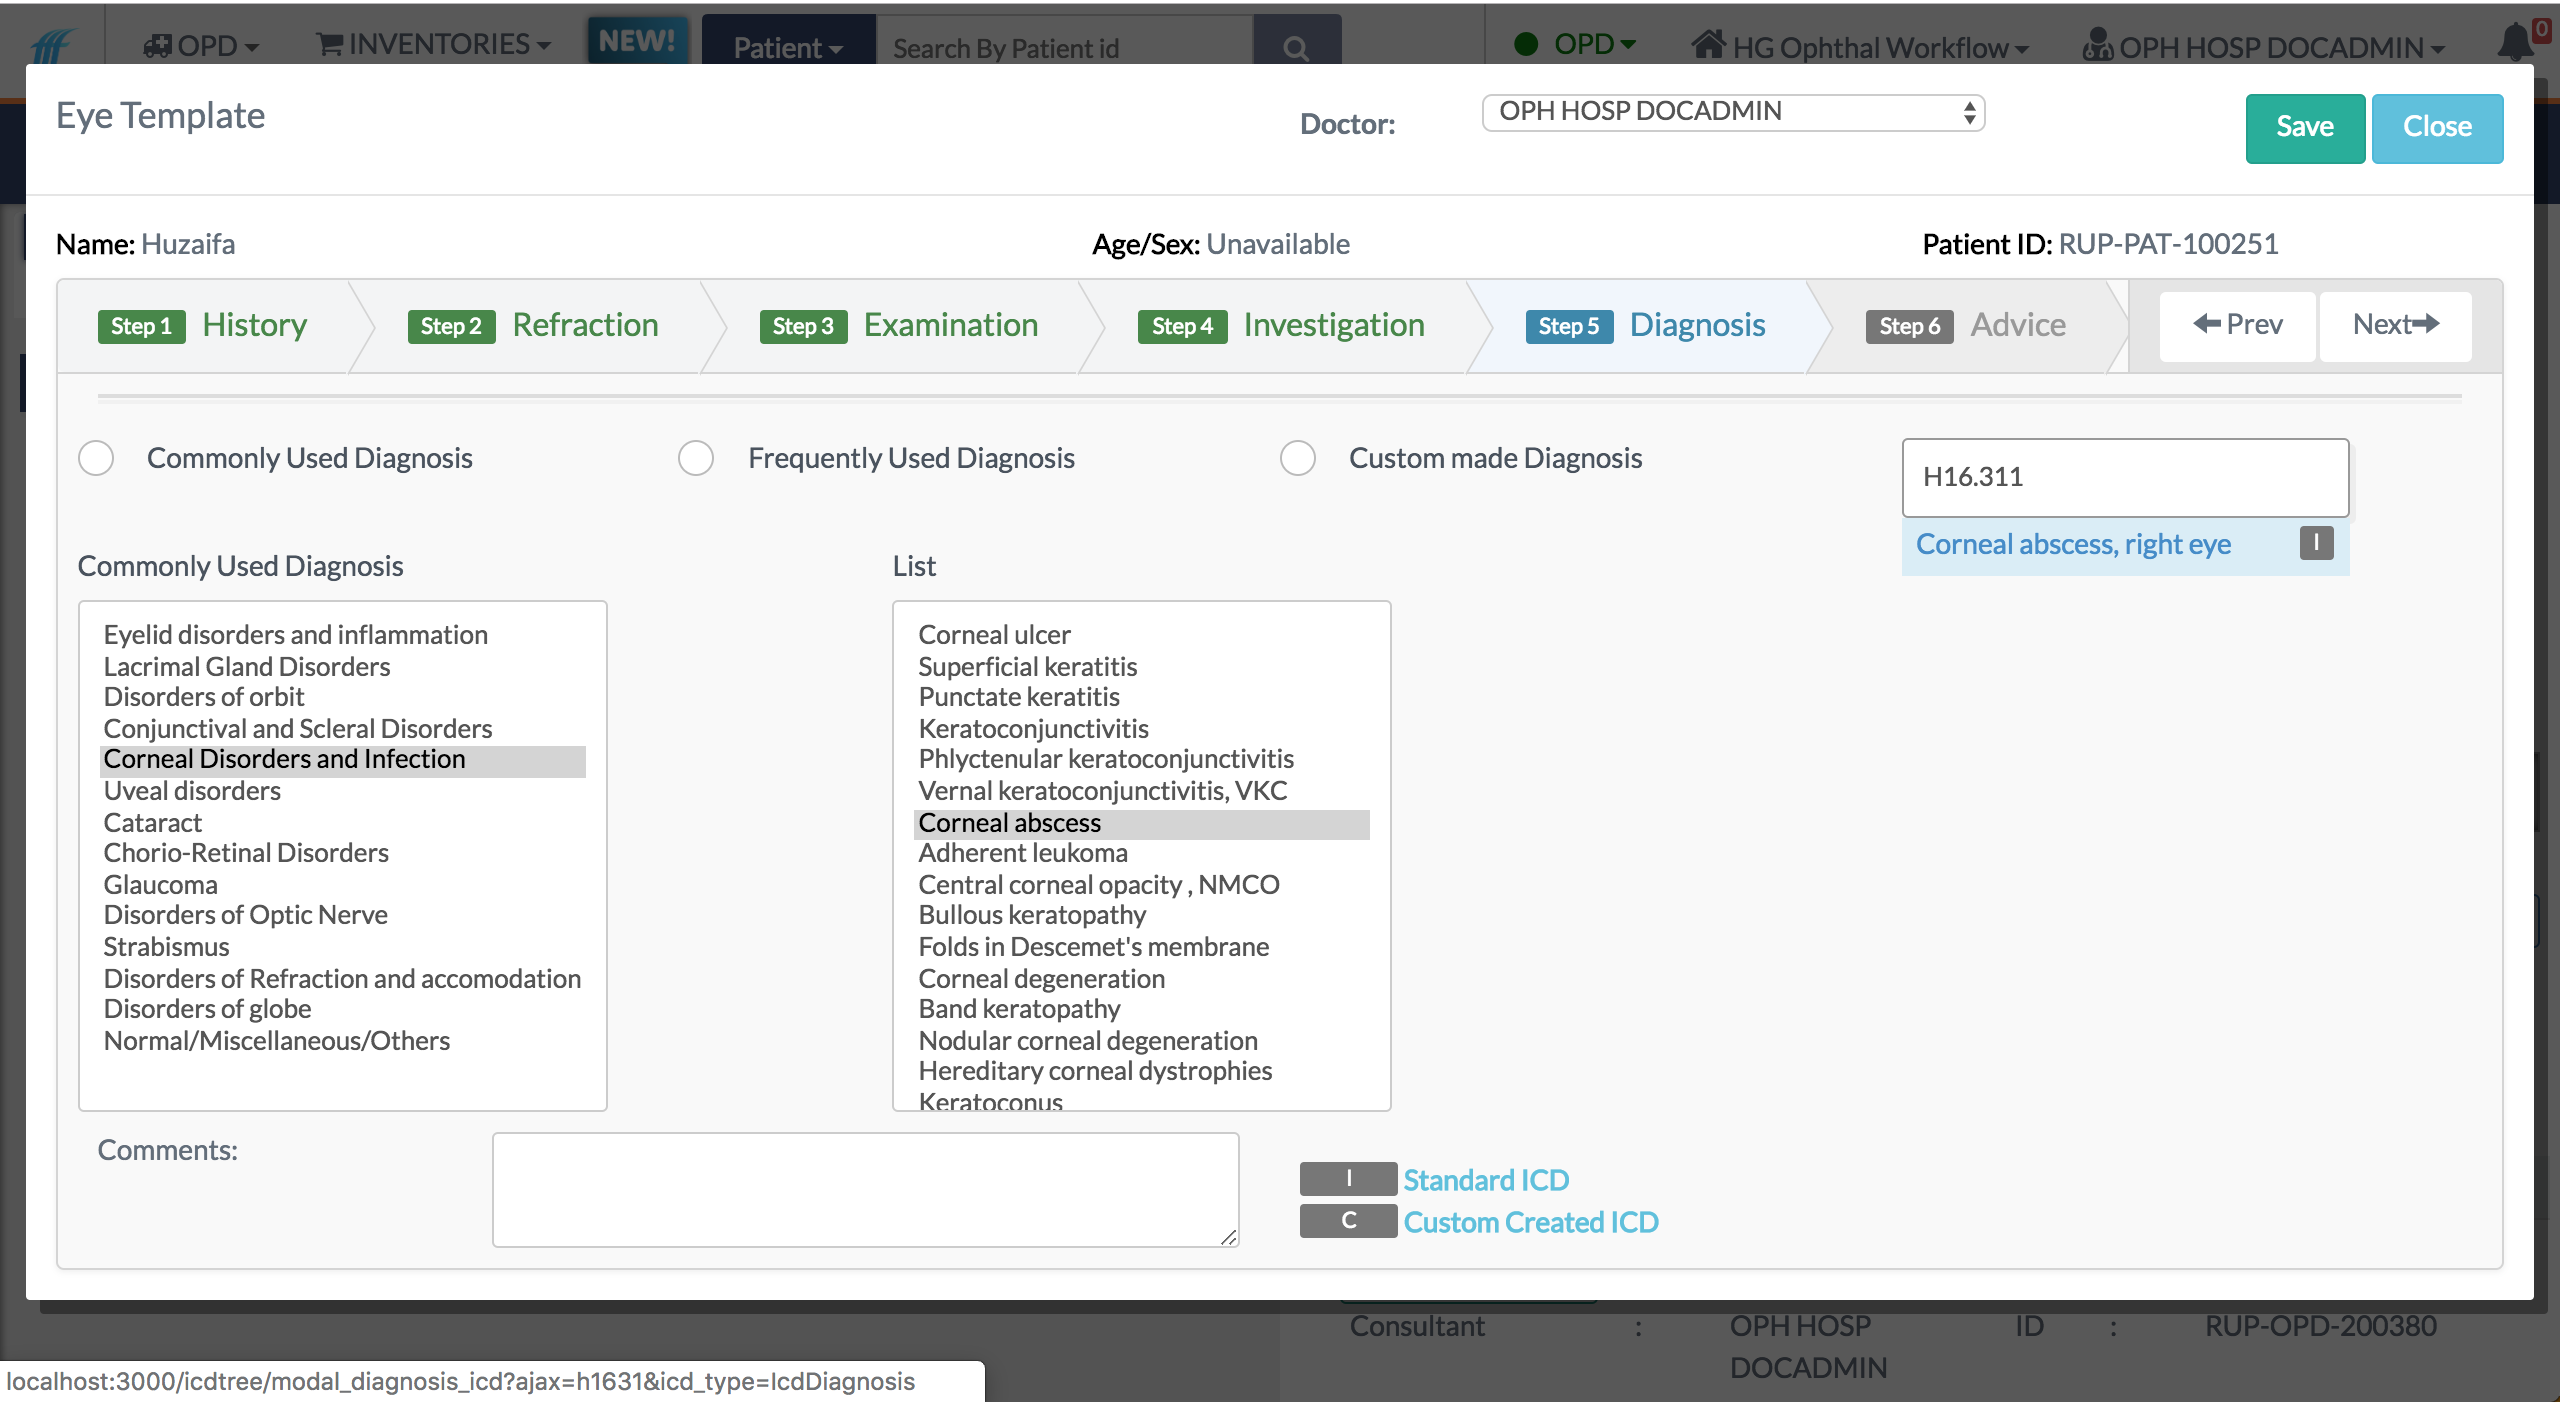 OPD INVENTORIES NEW! Patient Search By Patient id OPD HG Ophthal Workflow OPH HOSP DOCADMIN 0
Eye Template Doctor: OPH HOSP DOCADMIN Save Close
Name: Huzaifa Age/Sex: Unavailable Patient ID: RUP-PAT-100251
Step 1 History Step 2 Refraction Step 3 Examination Step 4 Investigation Step 5 Diagnosis Step 6 Advice Prev Next
Commonly Used Diagnosis Frequently Used Diagnosis Custom made Diagnosis H16.311
Corneal abscess, right eye I
Commonly Used Diagnosis
Eyelid disorders and inflammation
Lacrimal Gland Disorders
Disorders of orbit
Conjunctival and Scleral Disorders
Corneal Disorders and Infection
Uveal disorders
Cataract
Chorio-Retinal Disorders
Glaucoma
Disorders of Optic Nerve
Strabismus
Disorders of Refraction and accomodation
Disorders of globe
Normal/Miscellaneous/Others
List
Corneal ulcer
Superficial keratitis
Punctate keratitis
Keratoconjunctivitis
Phlyctenular keratoconjunctivitis
Vernal keratoconjunctivitis, VKC
Corneal abscess
Adherent leukoma
Central corneal opacity , NMCO
Bullous keratopathy
Folds in Descemet's membrane
Corneal degeneration
Band keratopathy
Nodular corneal degeneration
Hereditary corneal dystrophies
Keratoconus
Comments:
I Standard ICD
C Custom Created ICD
Consultant : OPH HOSP DOCADMIN ID : RUP-OPD-200380
localhost:3000/icdtree/modal_diagnosis_icd?ajax=h1631&icd_type=IcdDiagnosis